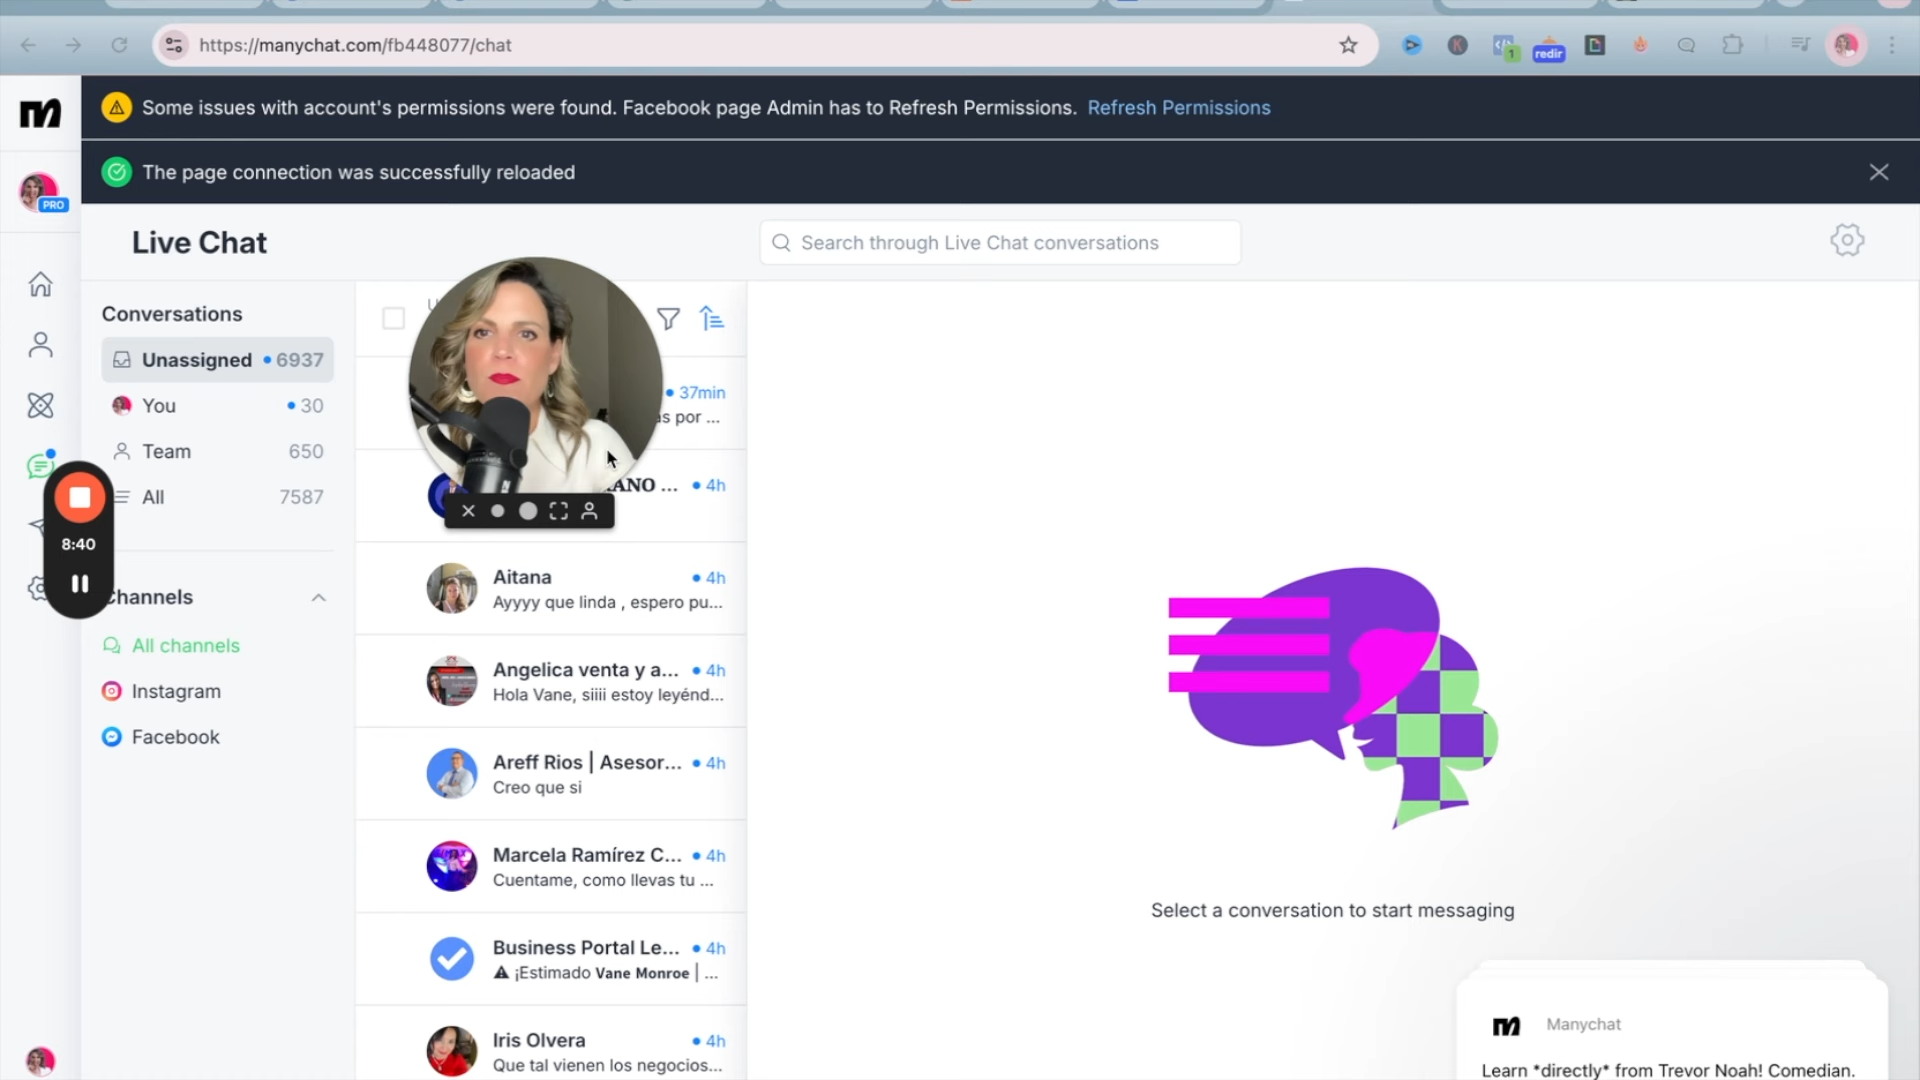 https://manychat.com/fb448077/chat
1
redir
Some issues with account's permissions were found. Facebook page Admin has to Refresh Permissions. Refresh Permissions
The page connection was successfully reloaded
PRO
Live Chat
Search through Live Chat conversations
Conversations
Unassigned 6937
You 30
Team 650
All 7587
8:40
Channels
All channels
Instagram
Facebook
37min
as por ...
ANO ... 4h
Aitana 4h
Ayyyy que linda , espero pu...
Angelica venta y a... 4h
Hola Vane, siiii estoy leyénd...
Areff Rios | Asesor... 4h
Creo que si
Marcela Ramírez C... 4h
Cuentame, como llevas tu ...
Business Portal Le... 4h
¡Estimado Vane Monroe | ...
Iris Olvera 4h
Que tal vienen los negocios...
Select a conversation to start messaging
Manychat
Learn *directly* from Trevor Noah! Comedian.